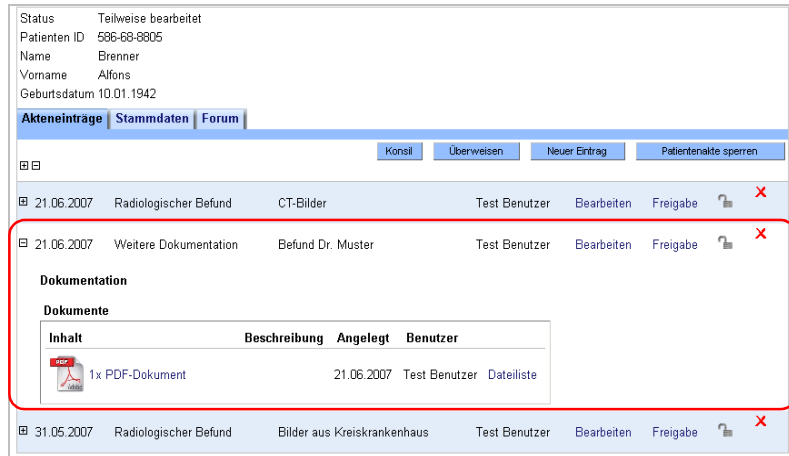 Status Teilweise bearbeitet
Patienten ID 586-68-8805
Name Brenner
Vorname Alfons
Geburtsdatum 10.01.1942
Akteneinträge Stammdaten Forum
Konsil Überweisen Neuer Eintrag Patientenakte sperren
21.06.2007 Radiologischer Befund CT-Bilder Test Benutzer Bearbeiten Freigabe X
21.06.2007 Weitere Dokumentation Befund Dr. Muster Test Benutzer Bearbeiten Freigabe X
Dokumentation
Dokumente
Inhalt Beschreibung Angelegt Benutzer
PDF
Adobe
1x PDF-Dokument 21.06.2007 Test Benutzer Dateiliste
31.05.2007 Radiologischer Befund Bilder aus Kreiskrankenhaus Test Benutzer Bearbeiten Freigabe X